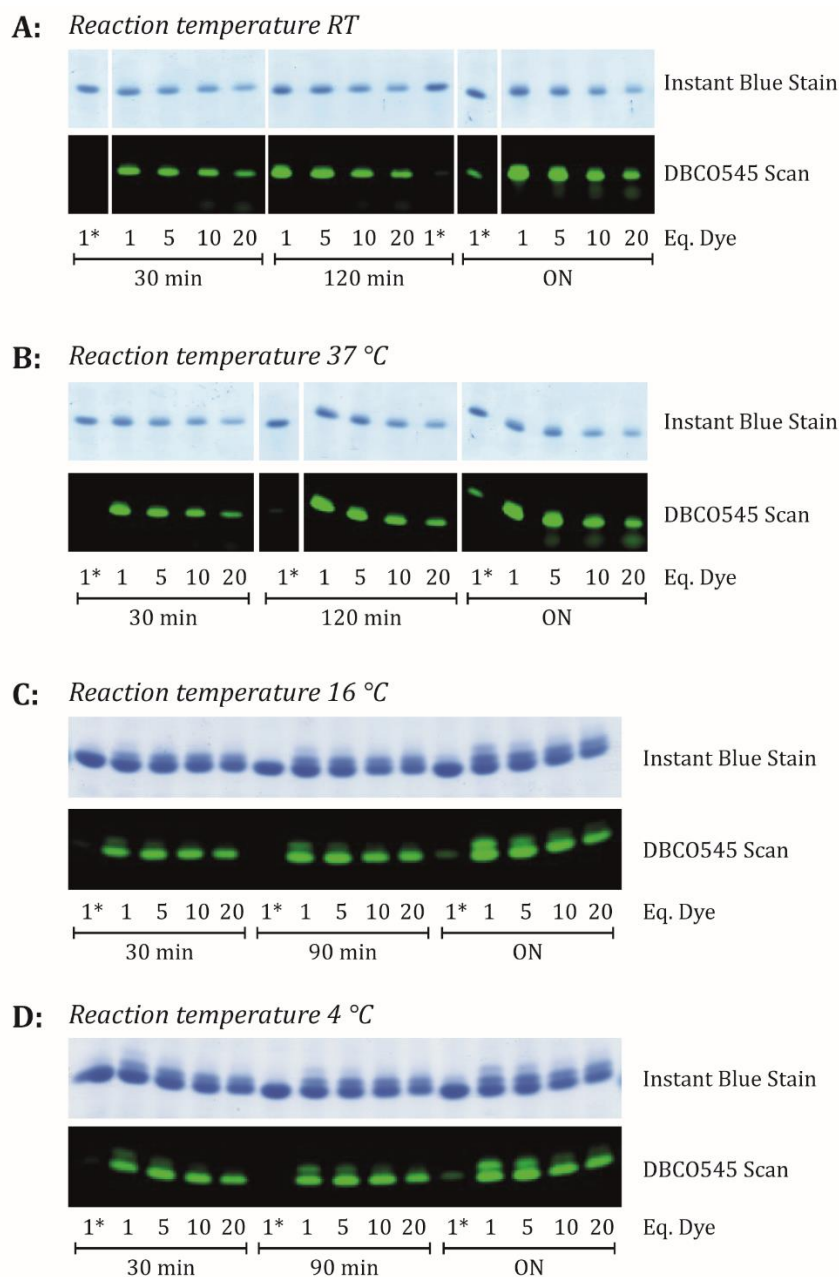 A: Reaction temperature RT
Instant Blue Stain
DBCO545 Scan
1* 1 5 10 20 1 5 10 20 1* 1* 1 5 10 20 Eq. Dye
30 min 120 min ON
B: Reaction temperature 37 °C
Instant Blue Stain
DBCO545 Scan
1* 1 5 10 20 1* 1 5 10 20 1* 1 5 10 20 Eq. Dye
30 min 120 min ON
C: Reaction temperature 16 °C
Instant Blue Stain
DBCO545 Scan
1* 1 5 10 20 1* 1 5 10 20 1* 1 5 10 20 Eq. Dye
30 min 90 min ON
D: Reaction temperature 4 °C
Instant Blue Stain
DBCO545 Scan
1* 1 5 10 20 1* 1 5 10 20 1* 1 5 10 20 Eq. Dye
30 min 90 min ON